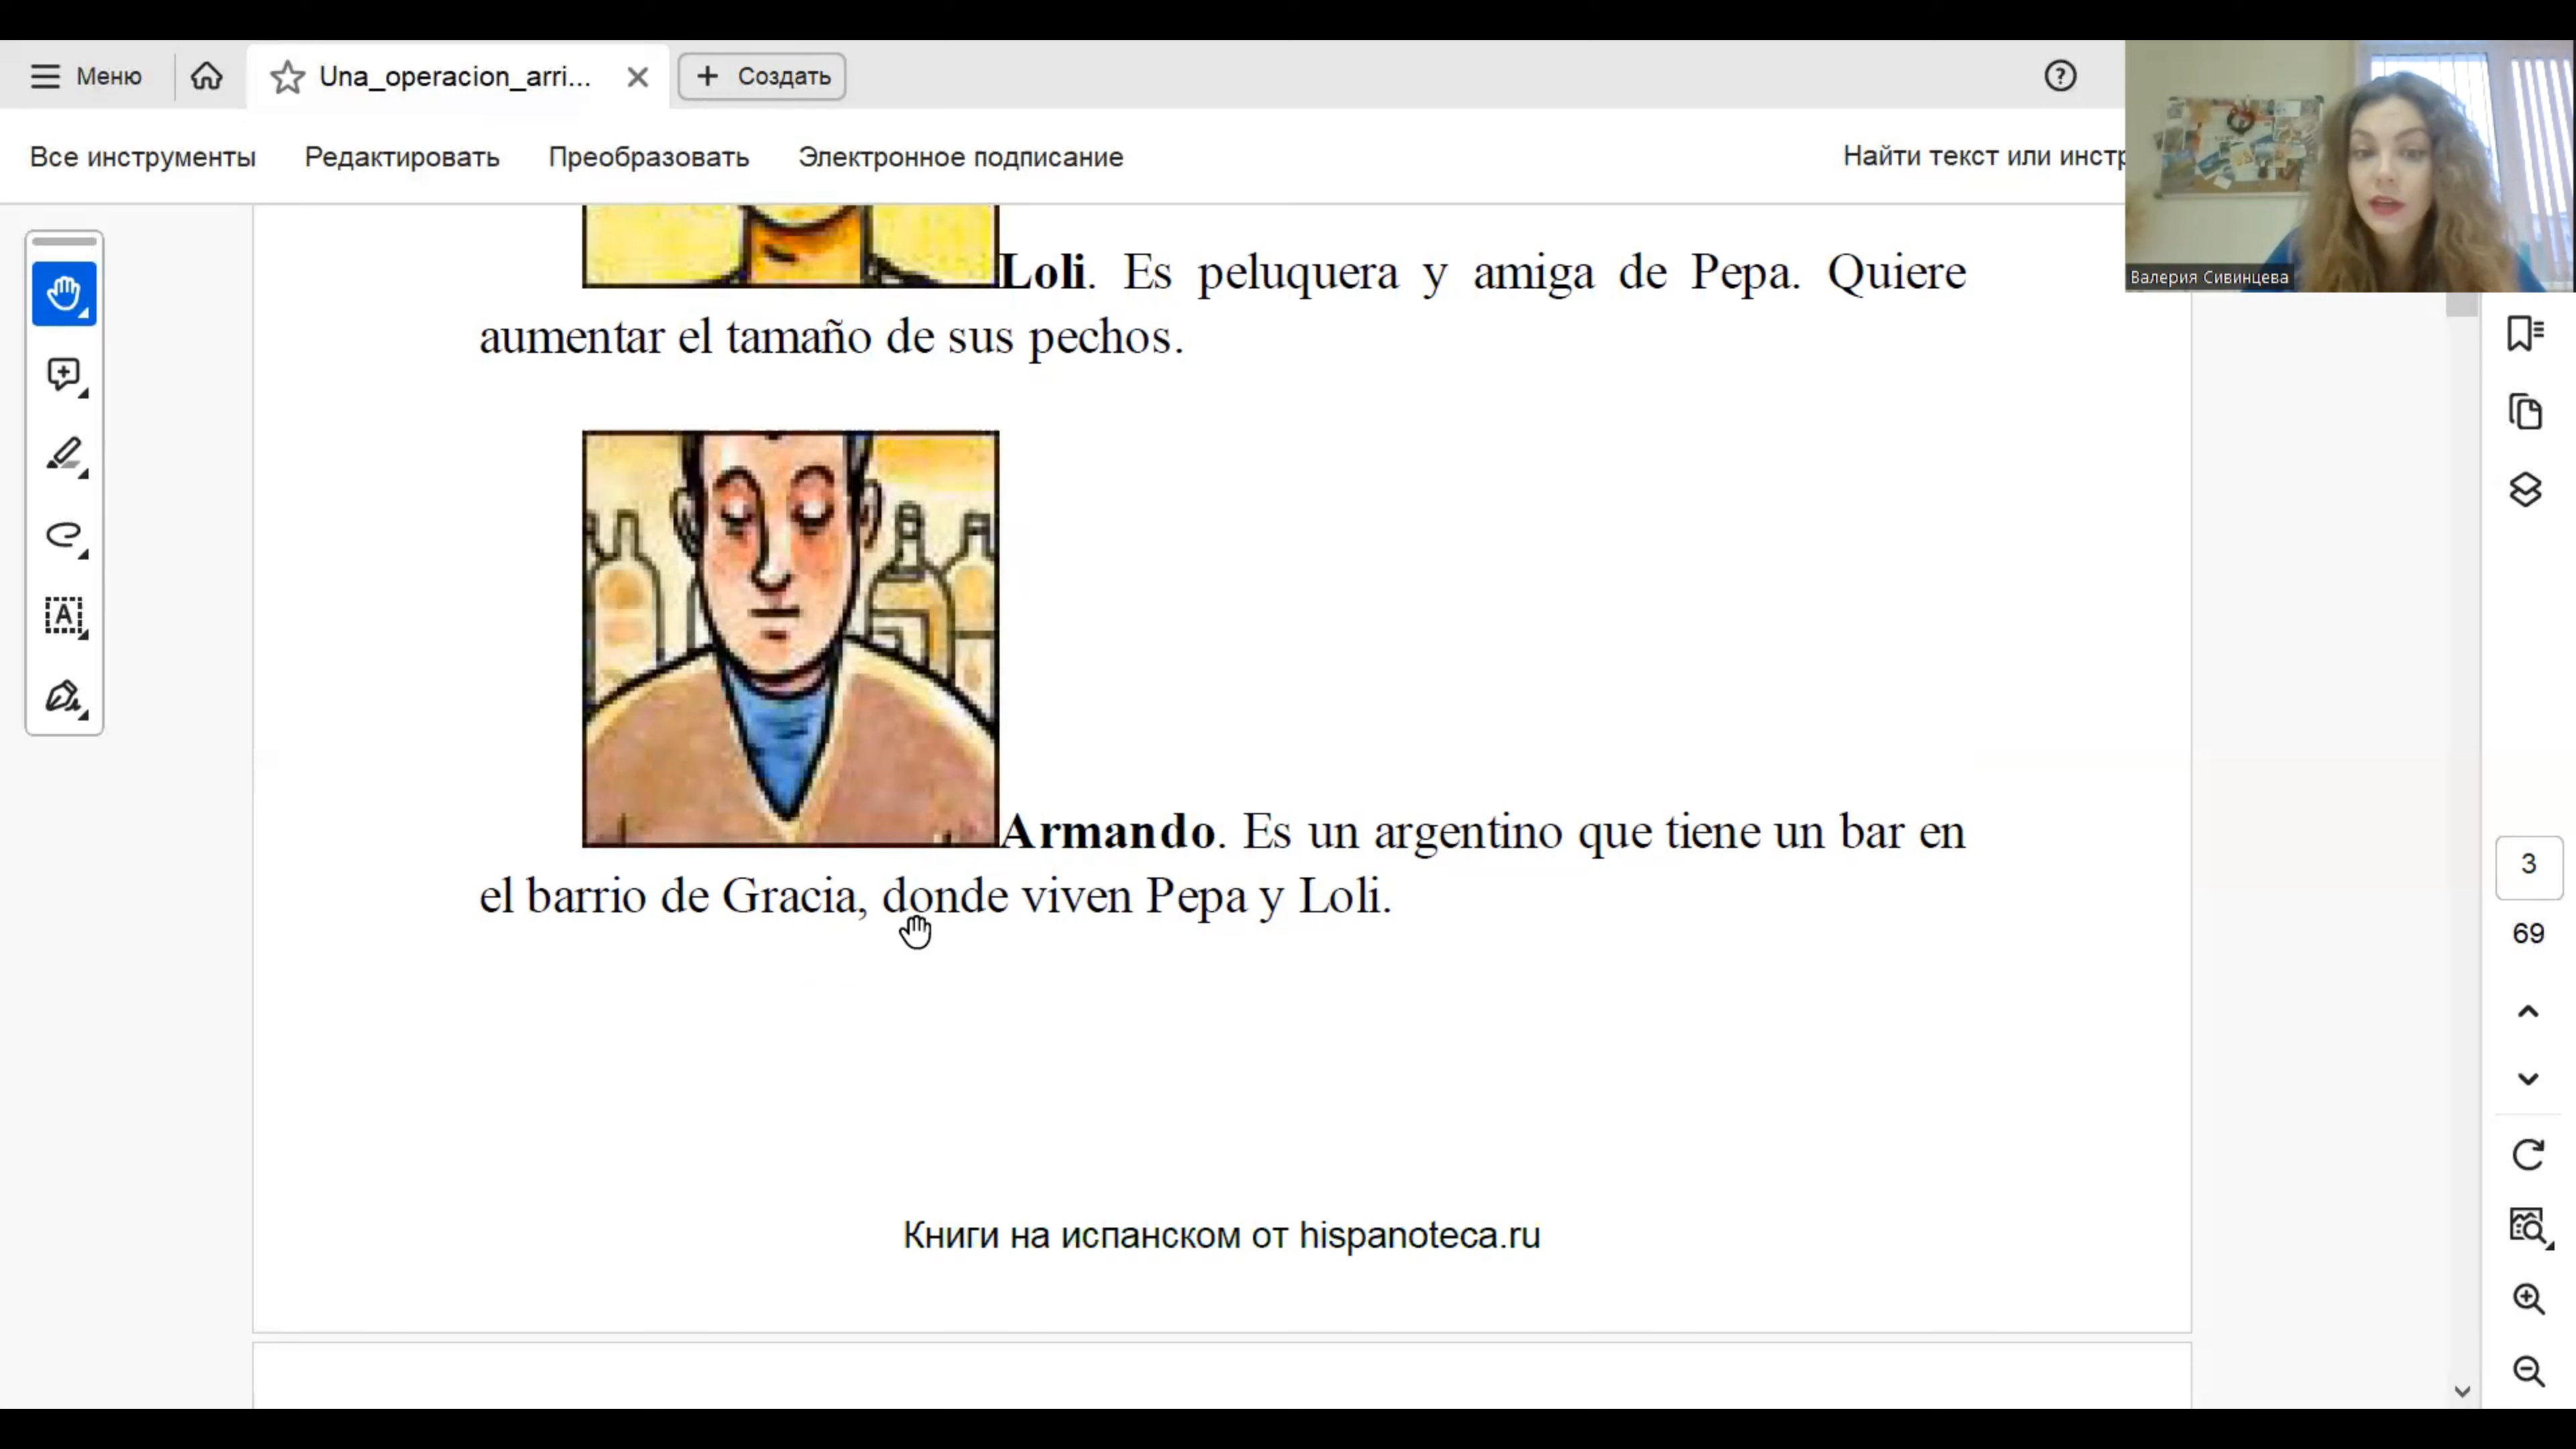 Меню
Una_operacion_arri...
Создать
Все инструменты
Редактировать
Преобразовать
Электронное подписание
Найти текст или инстр
Валерия Сивинцева
Loli. Es peluquera y amiga de Pepa. Quiere
aumentar el tamaño de sus pechos.
Armando. Es un argentino que tiene un bar en
el barrio de Gracia, donde viven Pepa y Loli.
3
69
Книги на испанском от hispanoteca.ru